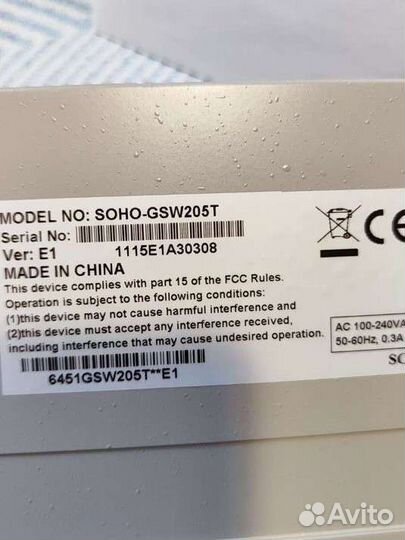 MODEL NO: SOHO-GSW205T
Serial No:
Ver: E1 1115E1A30308
MADE IN CHINA
This device complies with part 15 of the FCC Rules.
Operation is subject to the following conditions:
(1)this device may not cause harmful interference and
(2)this device must accept any interference received,
including interference that may cause undesired operation.
CE
AC 100-240VA
50-60Hz, 0.3A
6451GSW205T**E1
Avito